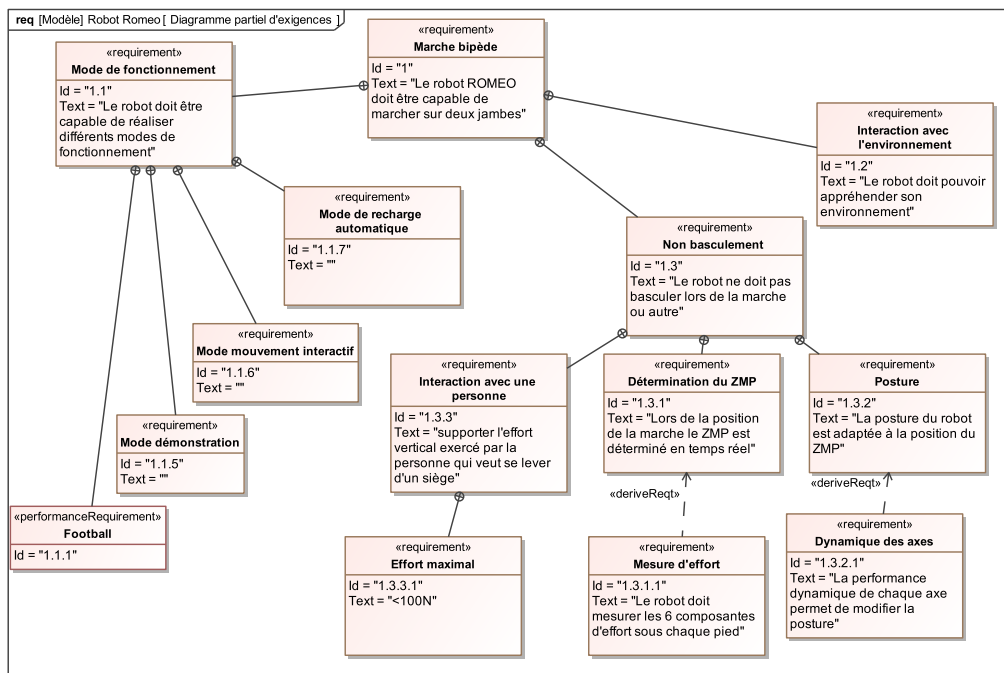 req [Modèle] Robot Romeo [ Diagramme partiel d'exigences ]
«requirement»
Marche bipède
Id = "1"
Text = "Le robot ROMEO
doit être capable de
marcher sur deux jambes"
«requirement»
Mode de fonctionnement
Id = "1.1"
Text = "Le robot doit être
capable de réaliser
différents modes de
fonctionnement"
«requirement»
Interaction avec
l'environnement
Id = "1.2"
Text = "Le robot doit pouvoir
appréhender son
environnement"
«requirement»
Mode de recharge
automatique
Id = "1.1.7"
Text = ""
«requirement»
Non basculement
Id = "1.3"
Text = "Le robot ne doit pas
basculer lors de la marche
ou autre"
«requirement»
Mode mouvement interactif
Id = "1.1.6"
Text = ""
«requirement»
Interaction avec une
personne
Id = "1.3.3"
Text = "supporter l'effort
vertical exercé par la
personne qui veut se lever
d'un siège"
«requirement»
Détermination du ZMP
Id = "1.3.1"
Text = "Lors de la position
de la marche le ZMP est
déterminé en temps réel"
«requirement»
Posture
Id = "1.3.2"
Text = "La posture du robot
est adaptée à la position du
ZMP"
«requirement»
Mode démonstration
Id = "1.1.5"
Text = ""
«deriveReqt»
«deriveReqt»
«performanceRequirement»
Football
Id = "1.1.1"
«requirement»
Effort maximal
Id = "1.3.3.1"
Text = "<100N"
«requirement»
Mesure d'effort
Id = "1.3.1.1"
Text = "Le robot doit
mesurer les 6 composantes
d'effort sous chaque pied"
«requirement»
Dynamique des axes
Id = "1.3.2.1"
Text = "La performance
dynamique de chaque axe
permet de modifier la
posture"